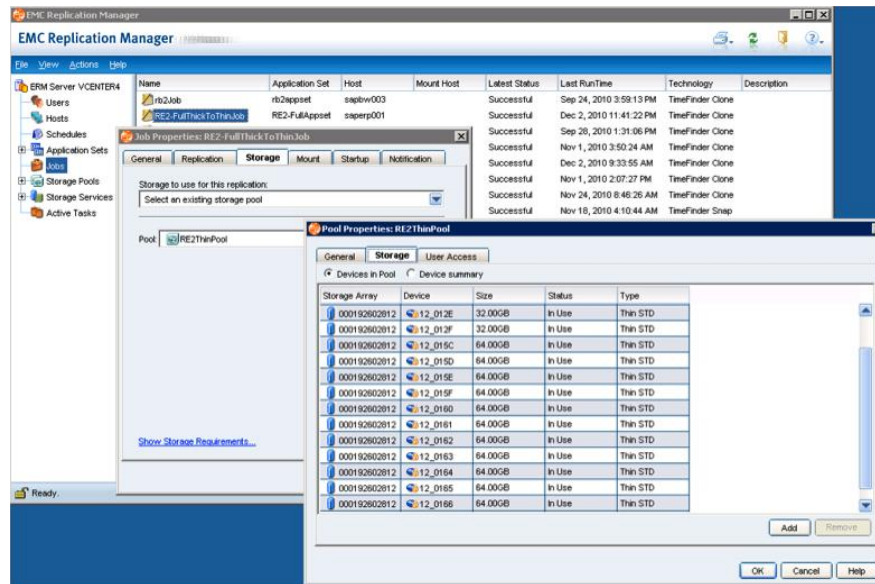 EMC Replication Manager
EMC Replication Manager
File View Actions Help
ERM Server VCENTER4
Users
Hosts
Schedules
Application Sets
Jobs
Storage Pools
Storage Services
Active Tasks
Name Application Set Host Mount Host Latest Status Last RunTime Technology Description
rb2Job rb2appset sapbw003 Successful Sep 24, 2010 3:59:13 PM TimeFinder Clone
RE2-FullThickToThinJob RE2-FullAppset saperp001 Successful Dec 2, 2010 11:41:22 PM TimeFinder Clone
Successful Sep 28, 2010 1:31:06 PM TimeFinder Clone
Successful Nov 1, 2010 3:50:24 AM TimeFinder Clone
Successful Dec 2, 2010 9:33:55 AM TimeFinder Clone
Successful Nov 1, 2010 2:07:27 PM TimeFinder Clone
Successful Nov 24, 2010 8:46:26 AM TimeFinder Clone
Successful Nov 18, 2010 4:10:44 AM TimeFinder Snap
Job Properties: RE2-FullThickToThinJob
General Replication Storage Mount Startup Notification
Storage to use for this replication:
Select an existing storage pool
Pool: RE2ThinPool
Show Storage Requirements...
Pool Properties: RE2ThinPool
General Storage User Access
Devices in Pool Device summary
Storage Array Device Size Status Type
000192602812 12_012E 32.00GB In Use Thin STD
000192602812 12_012F 32.00GB In Use Thin STD
000192602812 12_015C 64.00GB In Use Thin STD
000192602812 12_015D 64.00GB In Use Thin STD
000192602812 12_015E 64.00GB In Use Thin STD
000192602812 12_015F 64.00GB In Use Thin STD
000192602812 12_0160 64.00GB In Use Thin STD
000192602812 12_0161 64.00GB In Use Thin STD
000192602812 12_0162 64.00GB In Use Thin STD
000192602812 12_0163 64.00GB In Use Thin STD
000192602812 12_0164 64.00GB In Use Thin STD
000192602812 12_0165 64.00GB In Use Thin STD
000192602812 12_0166 64.00GB In Use Thin STD
Add Remove
OK Cancel Help
Ready.